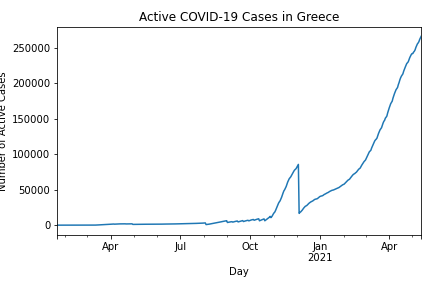 Active COVID-19 Cases in Greece
250000
200000
150000
100000
50000
0
Number of Active Cases
Apr
Jul
Oct
Jan
2021
Apr
Day